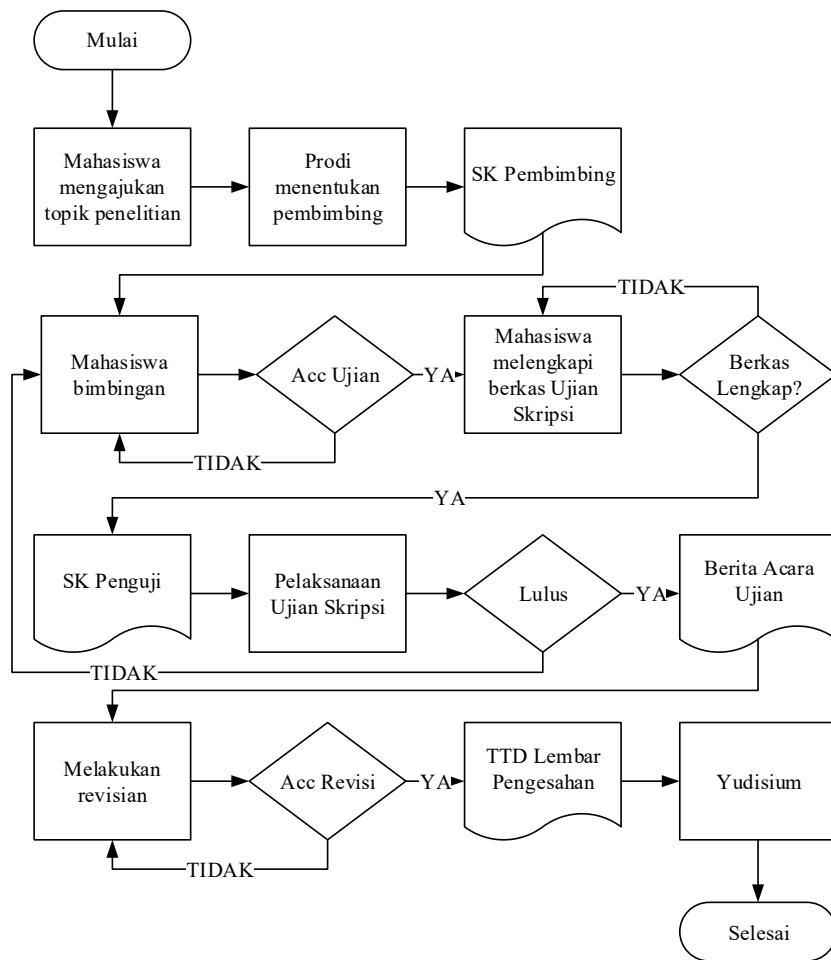 Mulai
Mahasiswa
mengajukan
topik penelitian
Prodi
menentukan
pembimbing
SK Pembimbing
TIDAK
Mahasiswa
bimbingan
Acc Ujian
YA
Mahasiswa
melengkapi
berkas Ujian
Skripsi
Berkas
Lengkap?
TIDAK
YA
SK Penguji
Pelaksanaan
Ujian Skripsi
Lulus
YA
Berita Acara
Ujian
TIDAK
Melakukan
revisian
Acc Revisi
YA
TTD Lembar
Pengesahan
Yudisium
TIDAK
Selesai